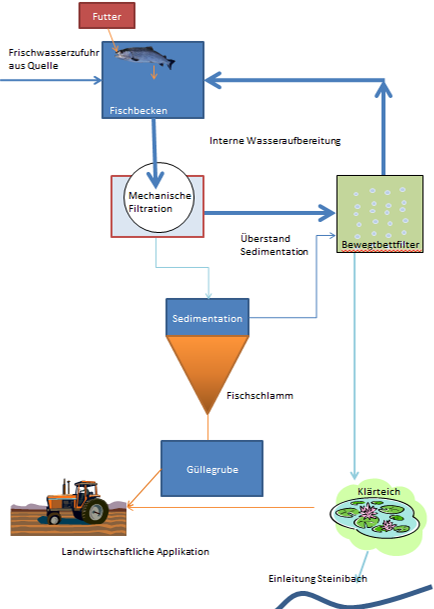 Futter
Frischwasserzufuhr
aus Quelle
Fischbecken
Interne Wasseraufbereitung
Mechanische
Filtration
Überstand
Sedimentation
Bewegtbettfilter
Sedimentation
Fischschlamm
Güllegrube
Klärteich
Landwirtschaftliche Applikation
Einleitung Steinibach